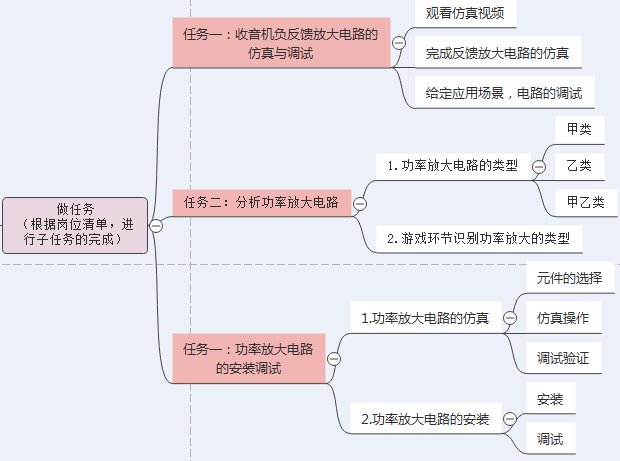 做任务
（根据岗位清单，进
行子任务的完成）
任务一：收音机负反馈放大电路的
仿真与调试
观看仿真视频
完成反馈放大电路的仿真
给定应用场景，电路的调试
任务二：分析功率放大电路
1.功率放大电路的类型
甲类
乙类
甲乙类
2.游戏环节识别功率放大的类型
任务一：功率放大电路
的安装调试
1.功率放大电路的仿真
元件的选择
仿真操作
调试验证
2.功率放大电路的安装
安装
调试